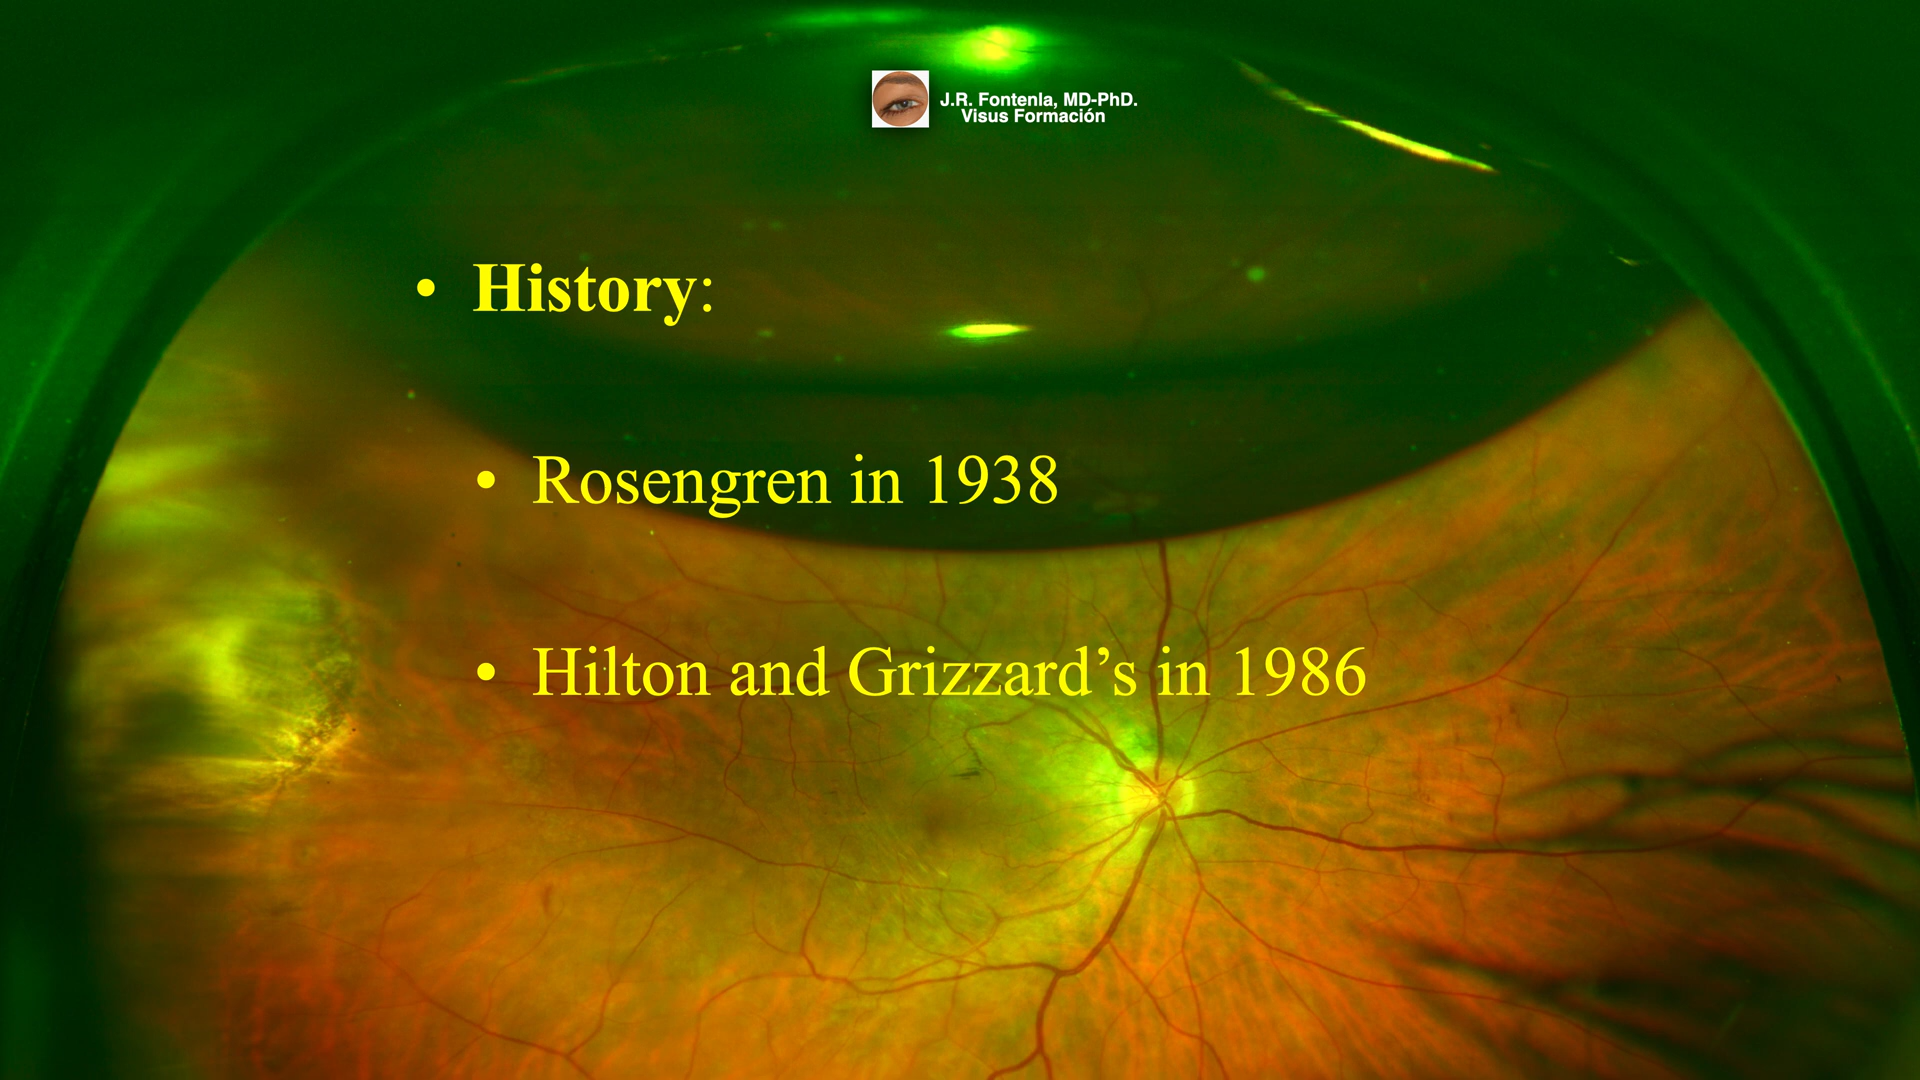 J.R. Fontenla, MD-PhD.
Visus Formación
• History:
• Rosengren in 1938
• Hilton and Grizzard’s in 1986